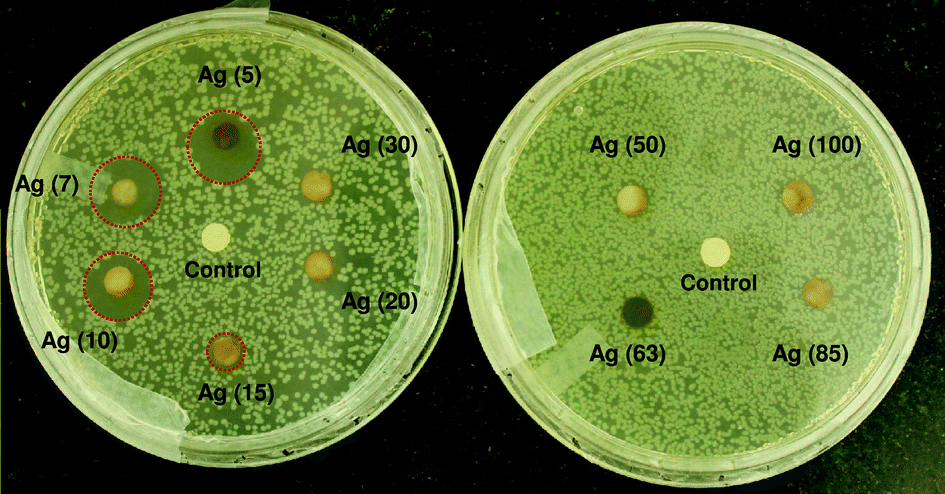 Ag (5)
Ag (30)
Ag (7)
Control
Ag (10)
Ag (20)
Ag (15)
Ag (50)
Ag (100)
Control
Ag (63)
Ag (85)